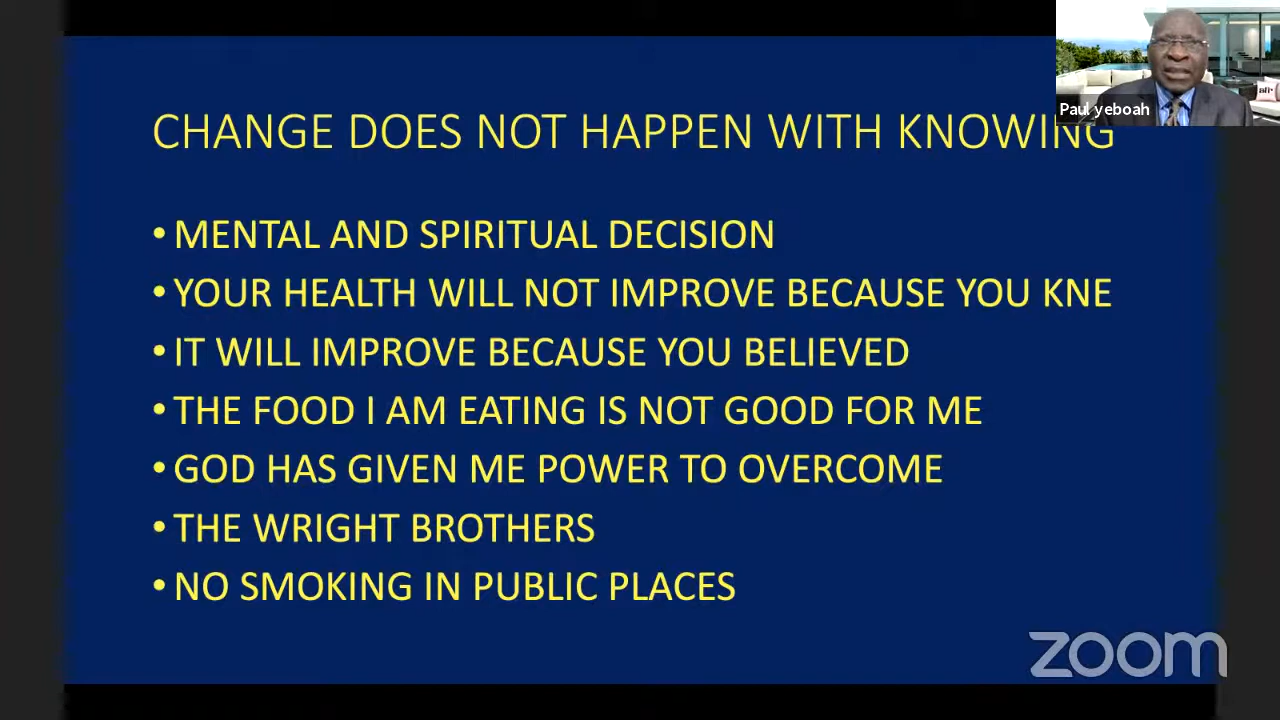 CHANGE DOES NOT HAPPEN WITH KNOWING
Paul yeboah
• MENTAL AND SPIRITUAL DECISION
• YOUR HEALTH WILL NOT IMPROVE BECAUSE YOU KNE
• IT WILL IMPROVE BECAUSE YOU BELIEVED
• THE FOOD I AM EATING IS NOT GOOD FOR ME
• GOD HAS GIVEN ME POWER TO OVERCOME
• THE WRIGHT BROTHERS
• NO SMOKING IN PUBLIC PLACES
zoom